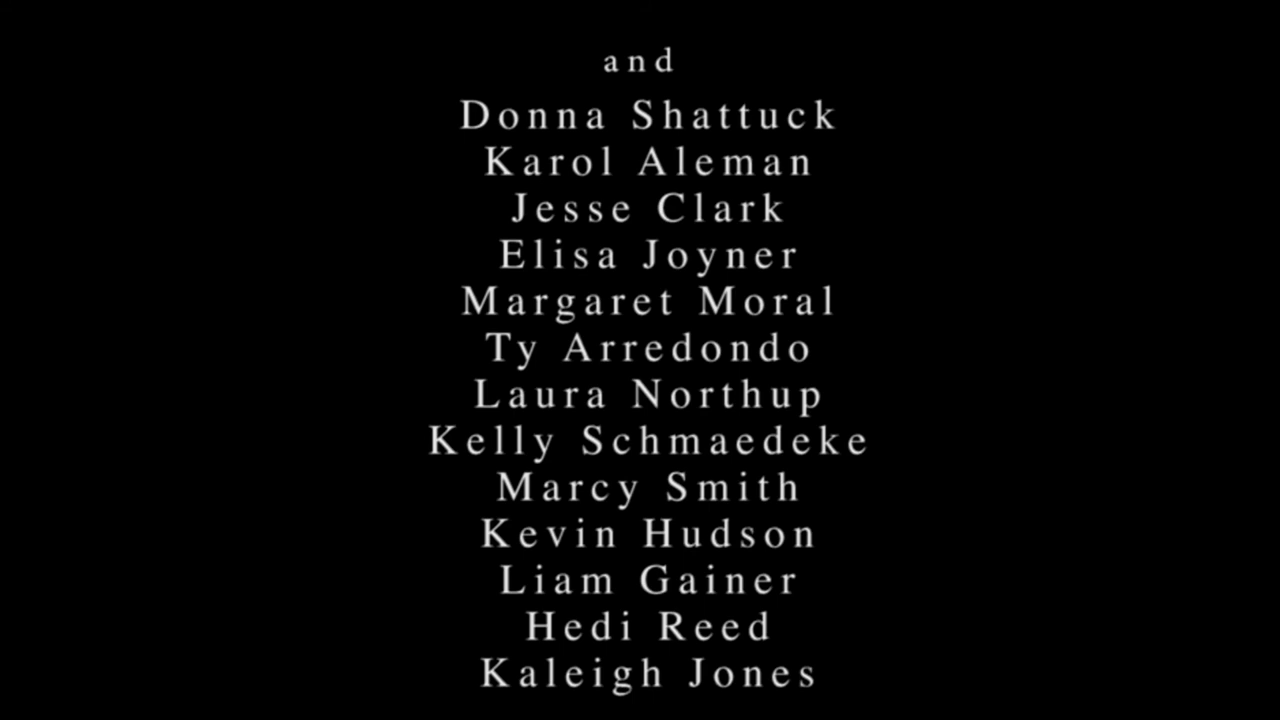 and
Donna Shattuck
Karol Aleman
Jesse Clark
Elisa Joyner
Margaret Moral
Ty Arredondo
Laura Northup
Kelly Schmaedeke
Marcy Smith
Kevin Hudson
Liam Gainer
Hedi Reed
Kaleigh Jones